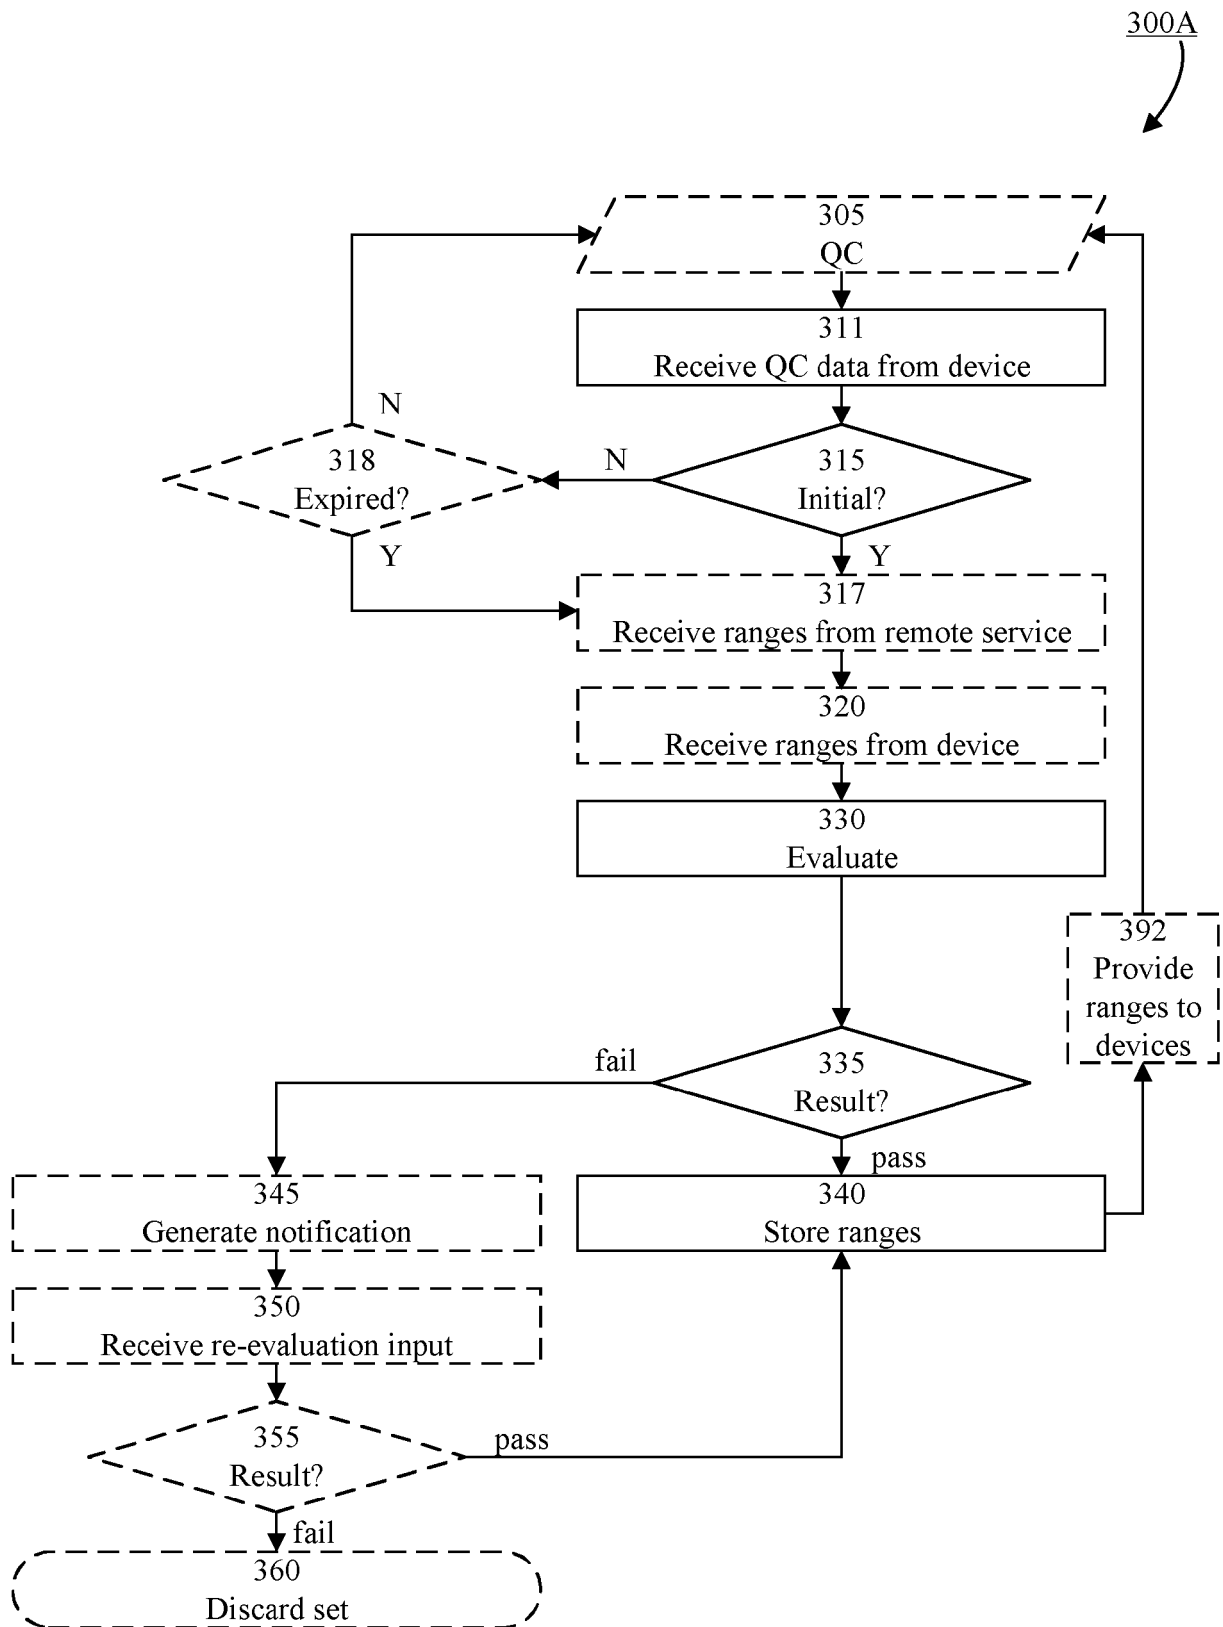 300A
305
QC
311
Receive QC data from device
N
318
Expired?
N
315
Initial?
Y
Y
317
Receive ranges from remote service
320
Receive ranges from device
330
Evaluate
392
Provide
ranges to
devices
fail
335
Result?
pass
345
Generate notification
340
Store ranges
350
Receive re-evaluation input
355
Result?
pass
fail
360
Discard set